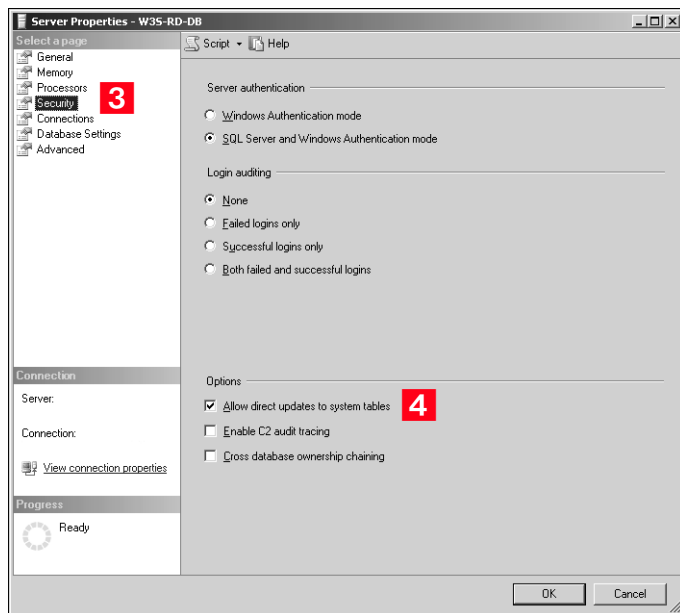 Server Properties - W3S-RD-DB
Select a page
General
Memory
Processors
Security
3
Connections
Database Settings
Advanced
Script
Help
Server authentication
Windows Authentication mode
SQL Server and Windows Authentication mode
Login auditing
None
Failed logins only
Successful logins only
Both failed and successful logins
Connection
Server:
Connection:
View connection properties
Progress
Ready
Options
Allow direct updates to system tables
4
Enable C2 audit tracing
Cross database ownership chaining
OK
Cancel